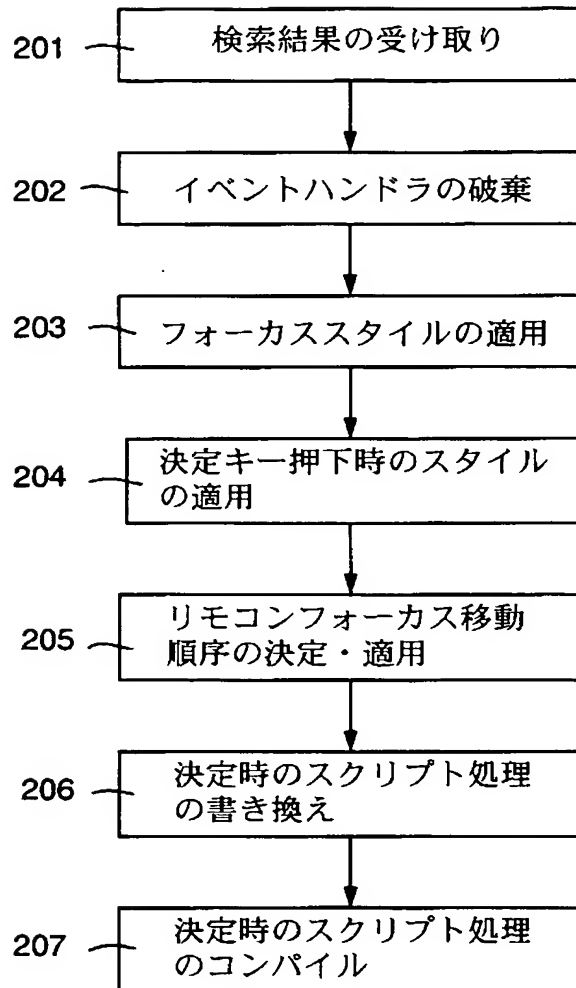 201
検索結果の受け取り
202
イベントハンドラの破棄
203
フォーカススタイルの適用
204
決定キー押下時のスタイル
の適用
205
リモコンフォーカス移動
順序の決定・適用
206
決定時のスクリプト処理
の書き換え
207
決定時のスクリプト処理
のコンパイル